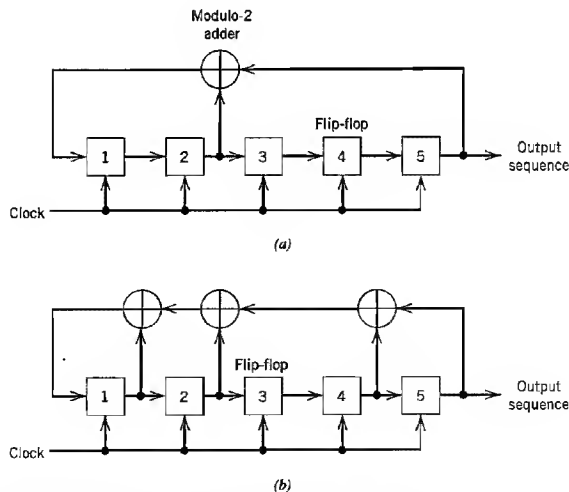 Modulo-2
adder
Flip-flop
1 2 3 4 5
Output
sequence
Clock
(a)
Flip-flop
1 2 3 4 5
Output
sequence
Clock
(b)